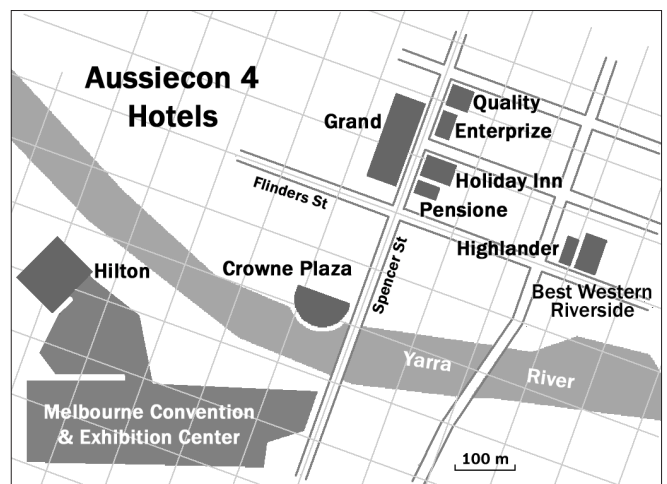 Aussiecon 4
Hotels
Quality
Grand
Enterprize
Holiday Inn
Flinders St
Pensione
Highlander
Spencer St
Hilton
Crowne Plaza
Best Western
Riverside
Yarra
River
Melbourne Convention
& Exhibition Center
100 m